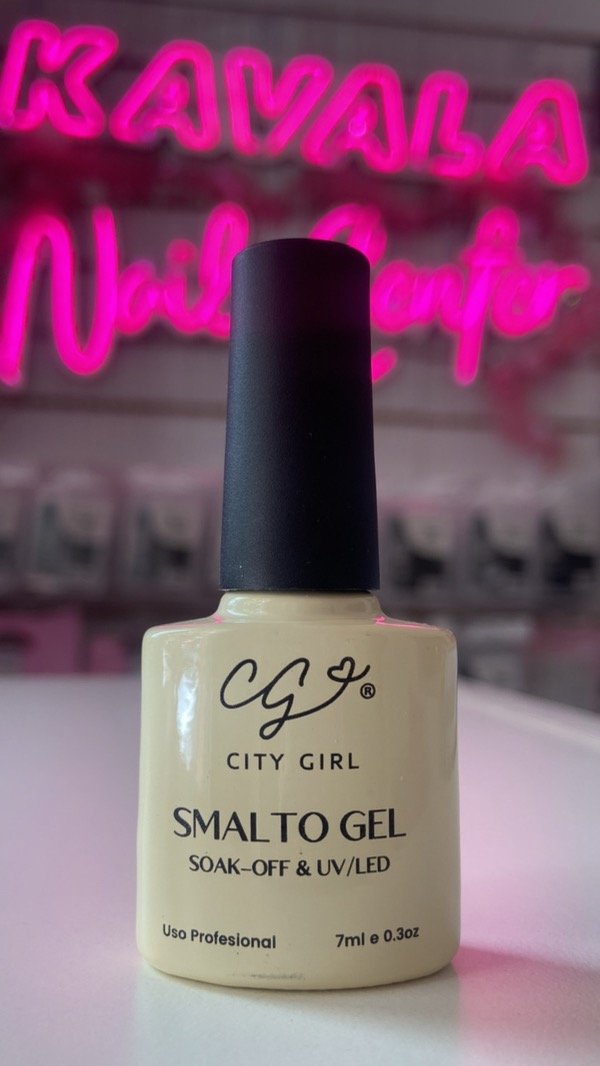 KAVALA
Nail Center
CG®
CITY GIRL
SMALTO GEL
SOAK-OFF & UV/LED
Uso Profesional 7ml e 0.3oz